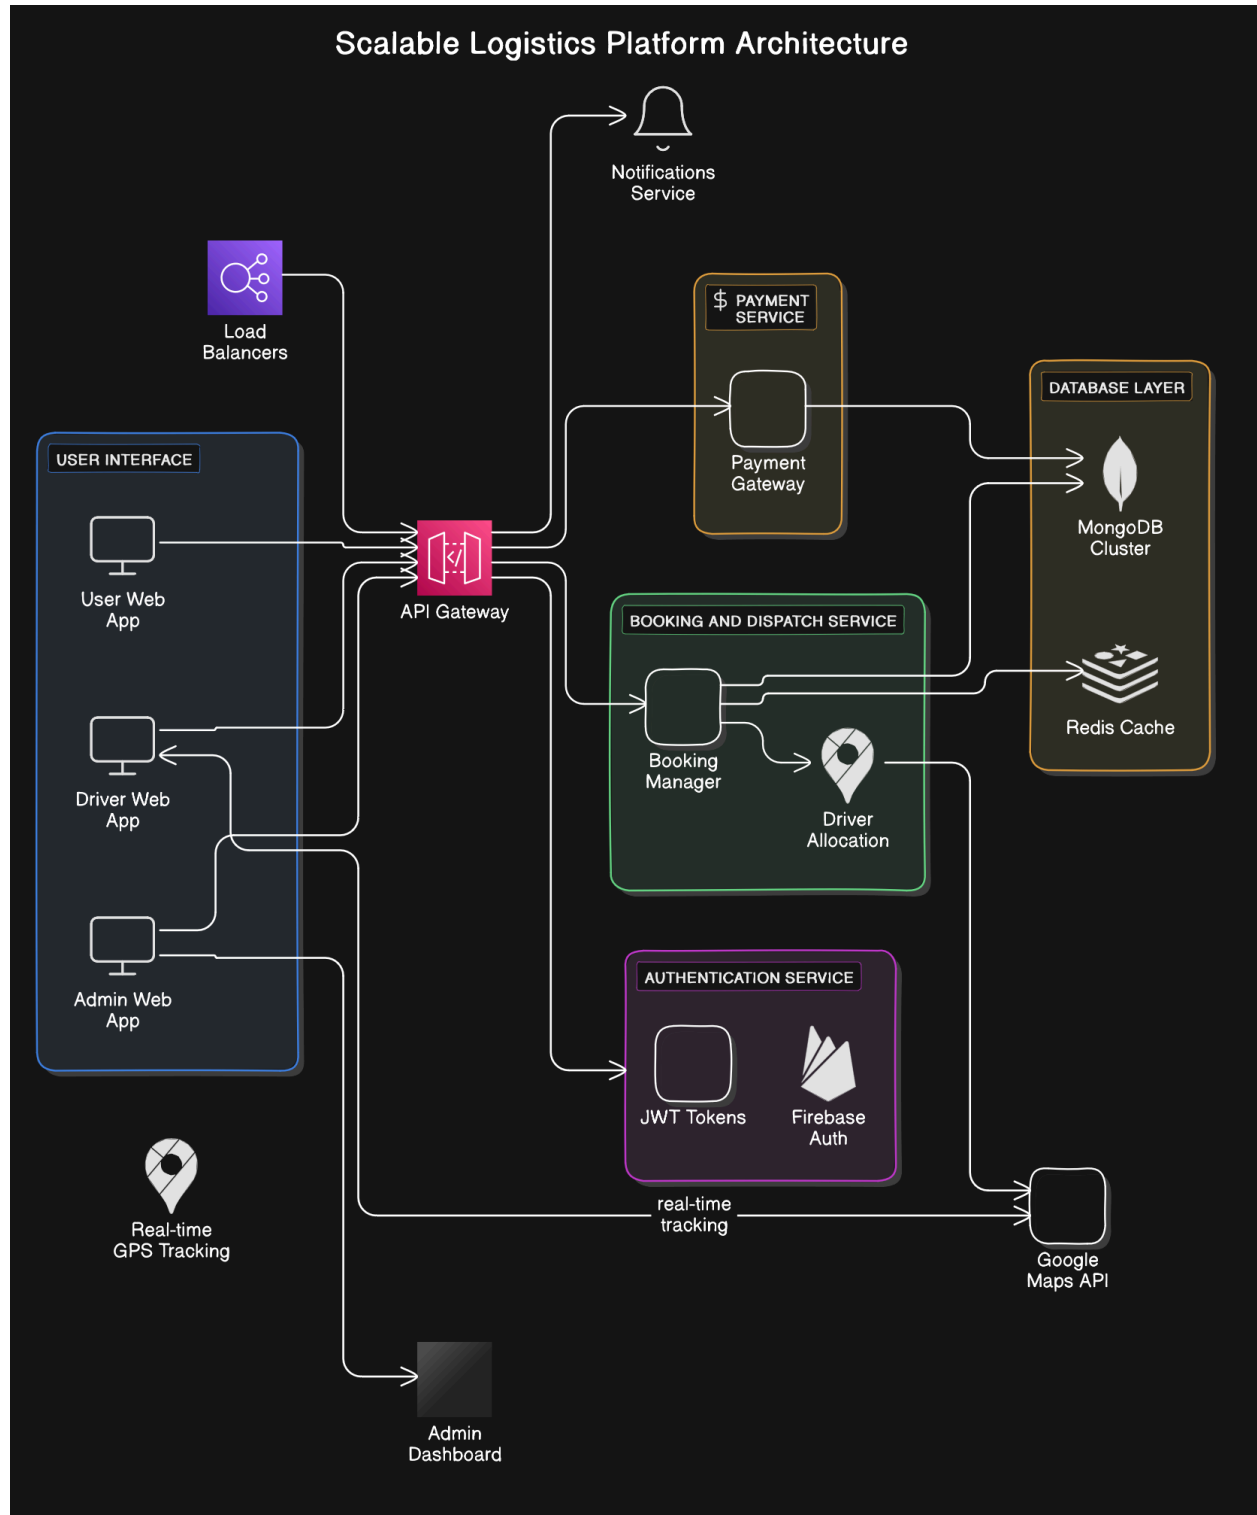 Scalable Logistics Platform Architecture
Notifications
Service
Load
Balancers
$ PAYMENT
SERVICE
Payment
Gateway
DATABASE LAYER
MongoDB
Cluster
Redis Cache
USER INTERFACE
User Web
App
Driver Web
App
Admin Web
App
API Gateway
BOOKING AND DISPATCH SERVICE
Booking
Manager
Driver
Allocation
AUTHENTICATION SERVICE
JWT Tokens
Firebase
Auth
real-time
tracking
Real-time
GPS Tracking
Google
Maps API
Admin
Dashboard